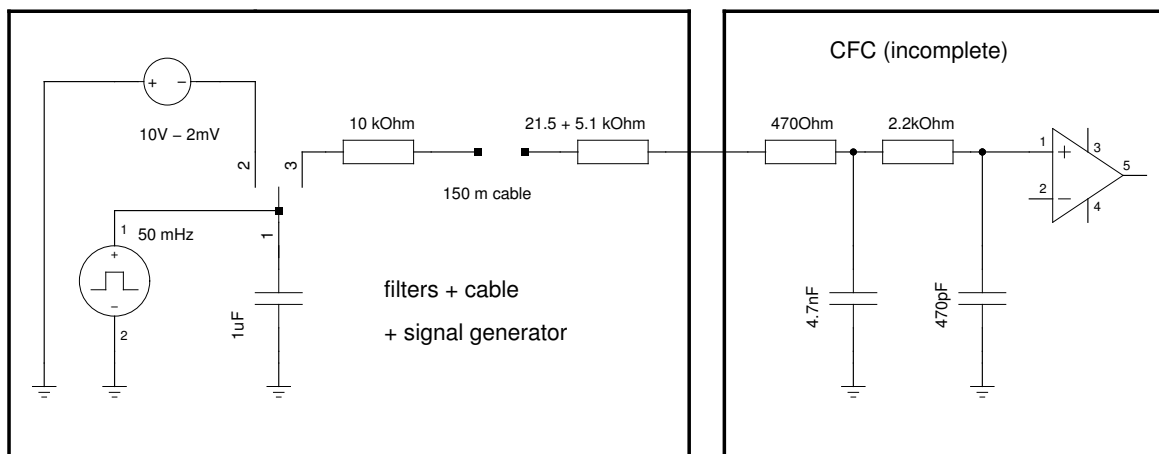 CFC (incomplete)
+ -
10V − 2mV
10 kOhm
21.5 + 5.1 kOhm
470Ohm
2.2kOhm
2
3
150 m cable
1
+
3
5
2
−
4
1
50 mHz
1
+
−
2
1uF
filters + cable
+ signal generator
4.7nF
470pF